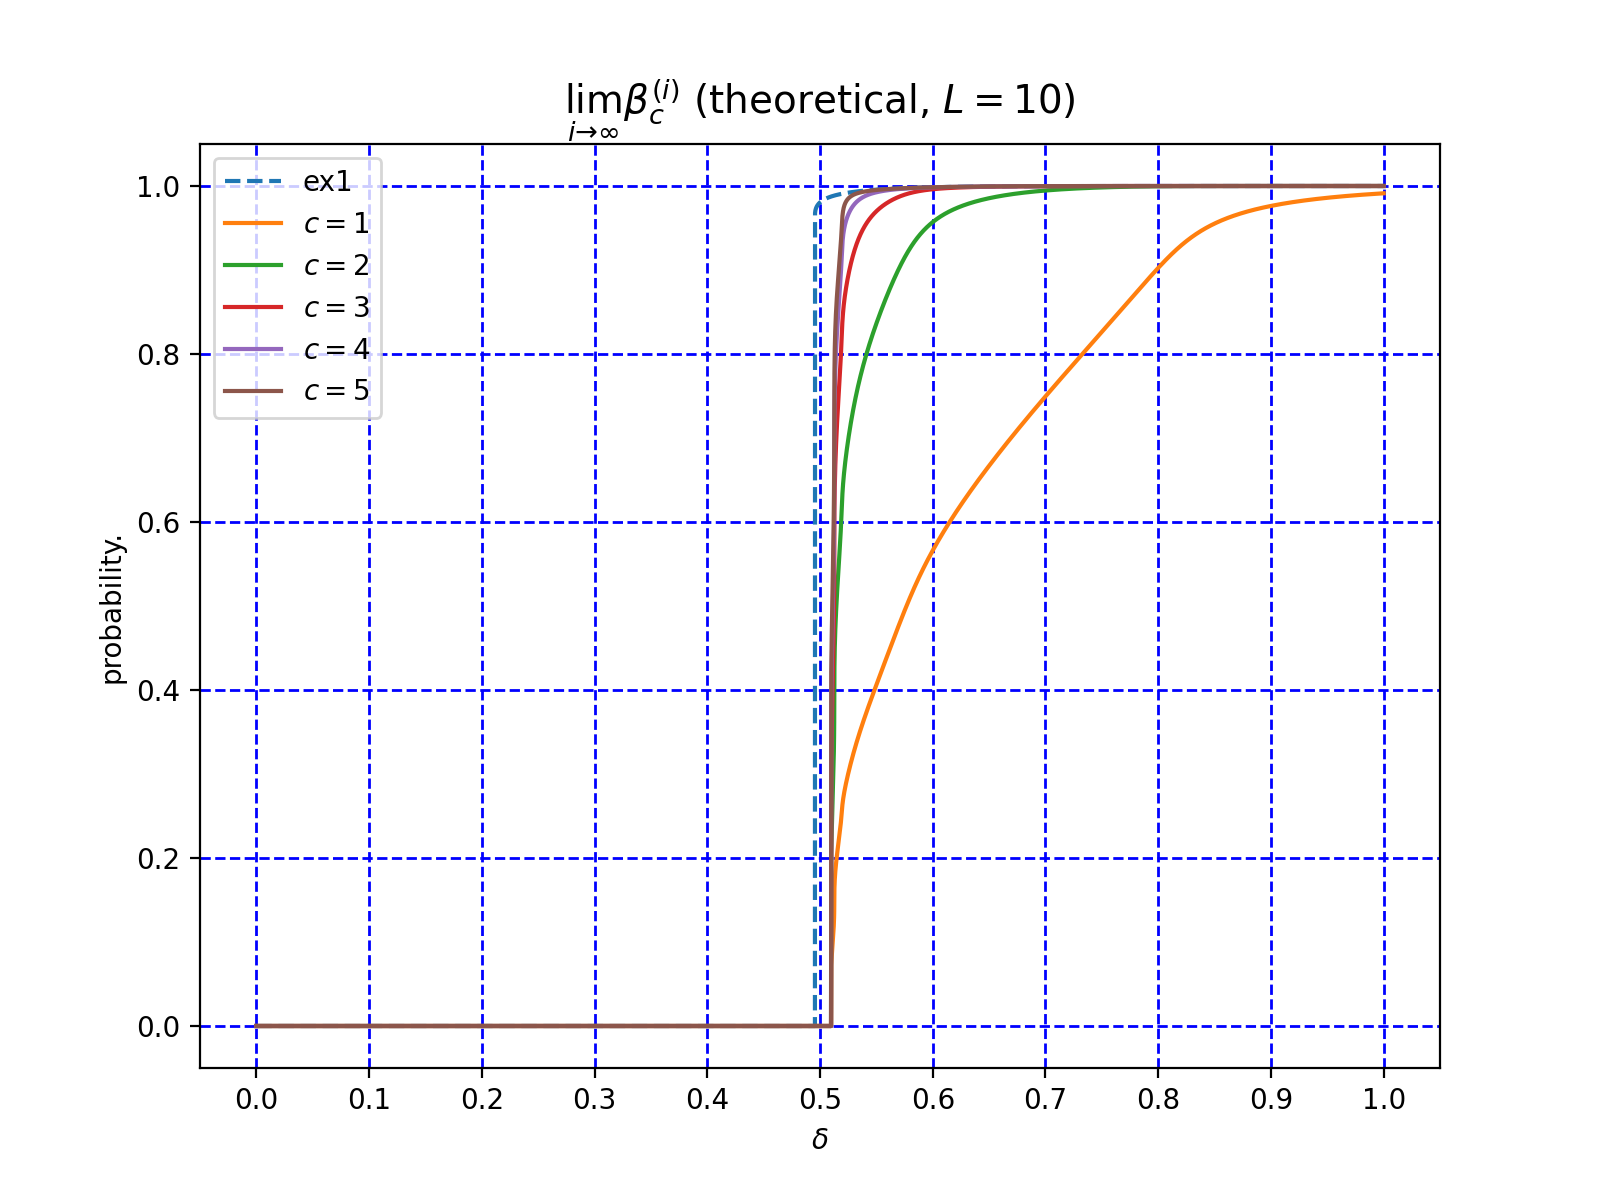 lim β_c^(i) (theoretical, L = 10)
i→∞
ex1
c = 1
c = 2
c = 3
c = 4
c = 5
probability.
1.0
0.8
0.6
0.4
0.2
0.0
0.0 0.1 0.2 0.3 0.4 0.5 0.6 0.7 0.8 0.9 1.0
δ